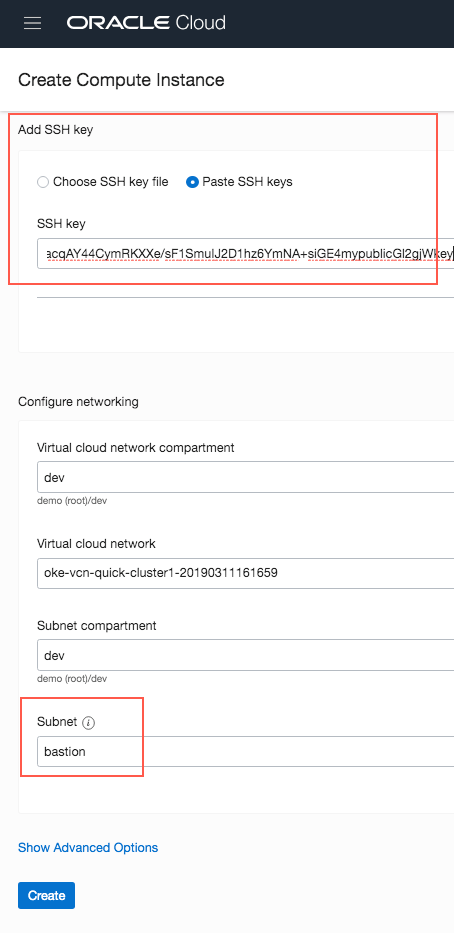 ORACLE Cloud
Create Compute Instance
Add SSH key
Choose SSH key file
Paste SSH keys
SSH key
acqAY44CymRKXXe/sF1SmulJ2D1hz6YmNA+siGE4mypublicGl2gjWkey
Configure networking
Virtual cloud network compartment
dev
demo (root)/dev
Virtual cloud network
oke-vcn-quick-cluster1-20190311161659
Subnet compartment
dev
demo (root)/dev
Subnet i
bastion
Show Advanced Options
Create